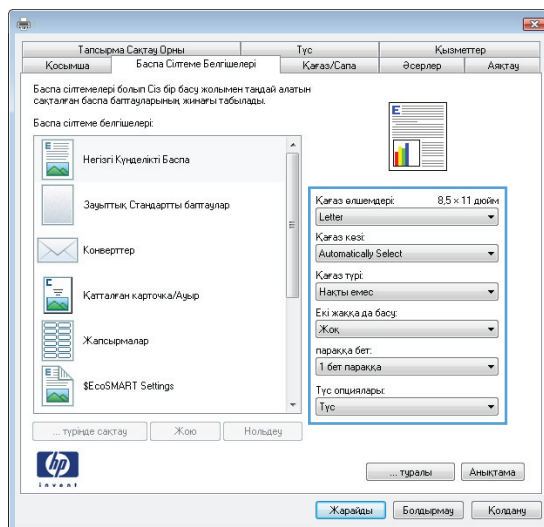 Тапсырма Сақтау Орны Түс Қызметтер
Қосымша Баспа Сілтеме Белгішелері Қағаз/Сапа Әсерлер Аяқтау
Баспа сілтемелері болып Сіз бір басу жолымен таңдай алатын
сақталған баспа баптауларының жинағы табылады.
Баспа сілтеме белгішелері:
Негізгі Күнделікті Баспа
Зауыттық Стандартты баптаулар
Конверттер
Қатталған карточка/Ауыр
Жапсырмалар
$EcoSMART Settings
... түрінде сақтау Жою Нөльдеу
Қағаз өлшемдері: 8,5 × 11 дюйм
Letter
Қағаз көзі:
Automatically Select
Қағаз түрі:
Нақты емес
Екі жаққа да басу:
Жоқ
параққа бет:
1 бет параққа
Түс опциялары:
Түс
hp
invent
... туралы Анықтама
Жарайды Болдырмау Қолдану